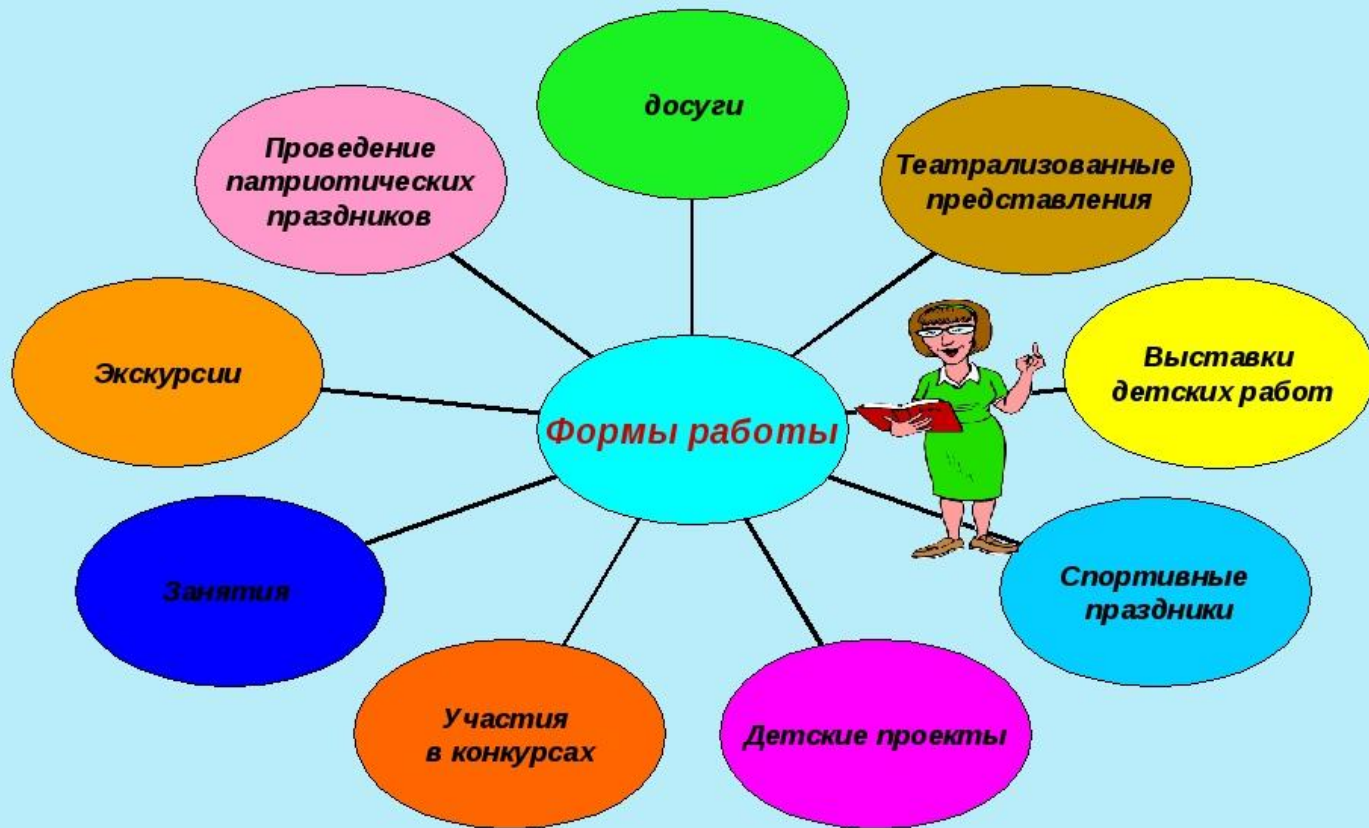 досуги
Проведение
патриотических
праздников
Театрализованные
представления
Экскурсии
Выставки
детских работ
Формы работы
Занятия
Спортивные
праздники
Участия
в конкурсах
Детские проекты